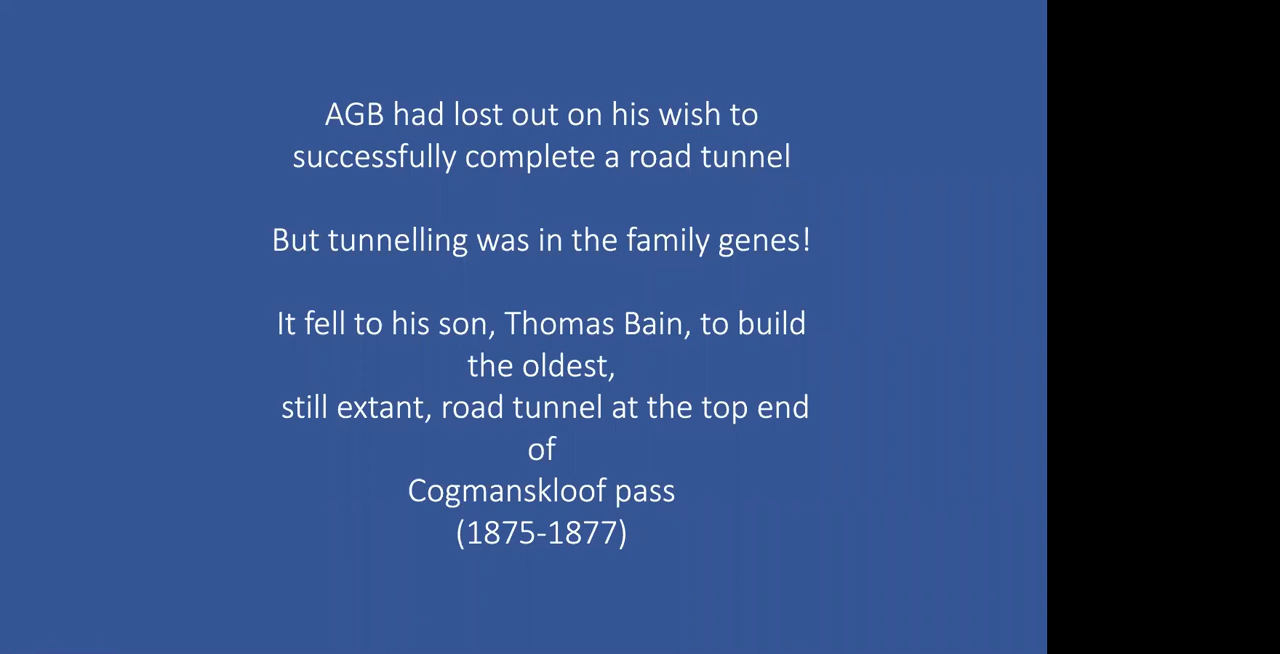 AGB had lost out on his wish to
successfully complete a road tunnel
But tunnelling was in the family genes!
It fell to his son, Thomas Bain, to build
the oldest,
still extant, road tunnel at the top end
of
Cogmanskloof pass
(1875-1877)